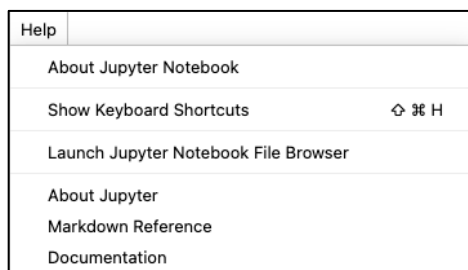 Help
About Jupyter Notebook
Show Keyboard Shortcuts ⇧ ⌘ H
Launch Jupyter Notebook File Browser
About Jupyter
Markdown Reference
Documentation